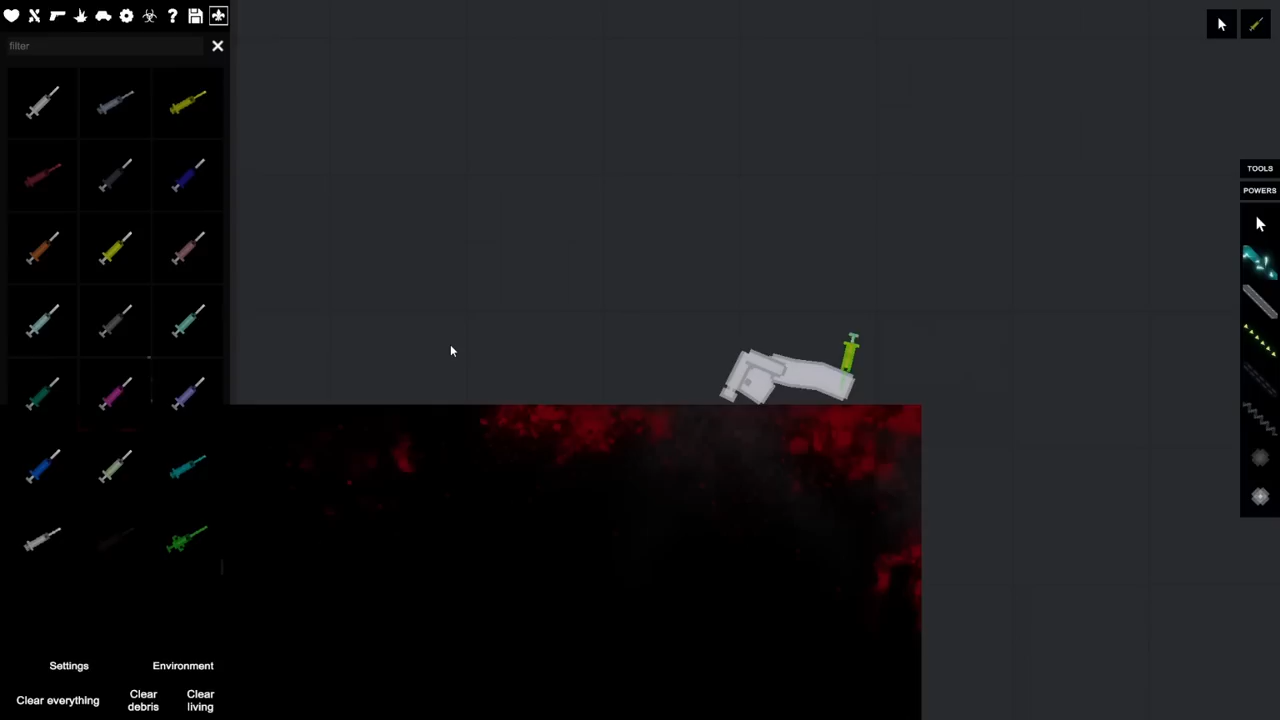 filter
TOOLS
POWERS
Settings
Environment
Clear everything
Clear
debris
Clear
living